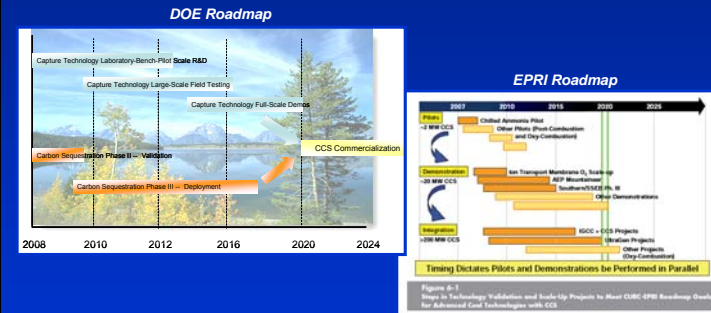 DOE Roadmap
Capture Technology Laboratory-Bench-Pilot Scale R&D
Capture Technology Large-Scale Field Testing
Capture Technology Full-Scale Demos
CCS Commercialization
Carbon Sequestration Phase II -- Validation
Carbon Sequestration Phase III -- Deployment
2008 2010 2012 2016 2020 2024
EPRI Roadmap
2007 2010 2015 2020 2025
Pilots
~2 MW CCS
Chilled Ammonia Pilot
Other Pilots (Post-Combustion
and Oxy-Combustion)
Demonstration
~20 MW CCS
Ion Transport Membrane O₂ Scale-up
AEP Mountaineer
Southern/SSEB Ph. III
Other Demonstrations
Integration
>200 MW CCS
IGCC + CCS Projects
UltraGen Projects
Other Projects
(Oxy-Combustion)
Timing Dictates Pilots and Demonstrations be Performed in Parallel
Figure 6-1
Steps in Technology Validation and Scale-Up Projects to Meet CURC-EPRI Roadmap Goals
for Advanced Coal Technologies with CCS